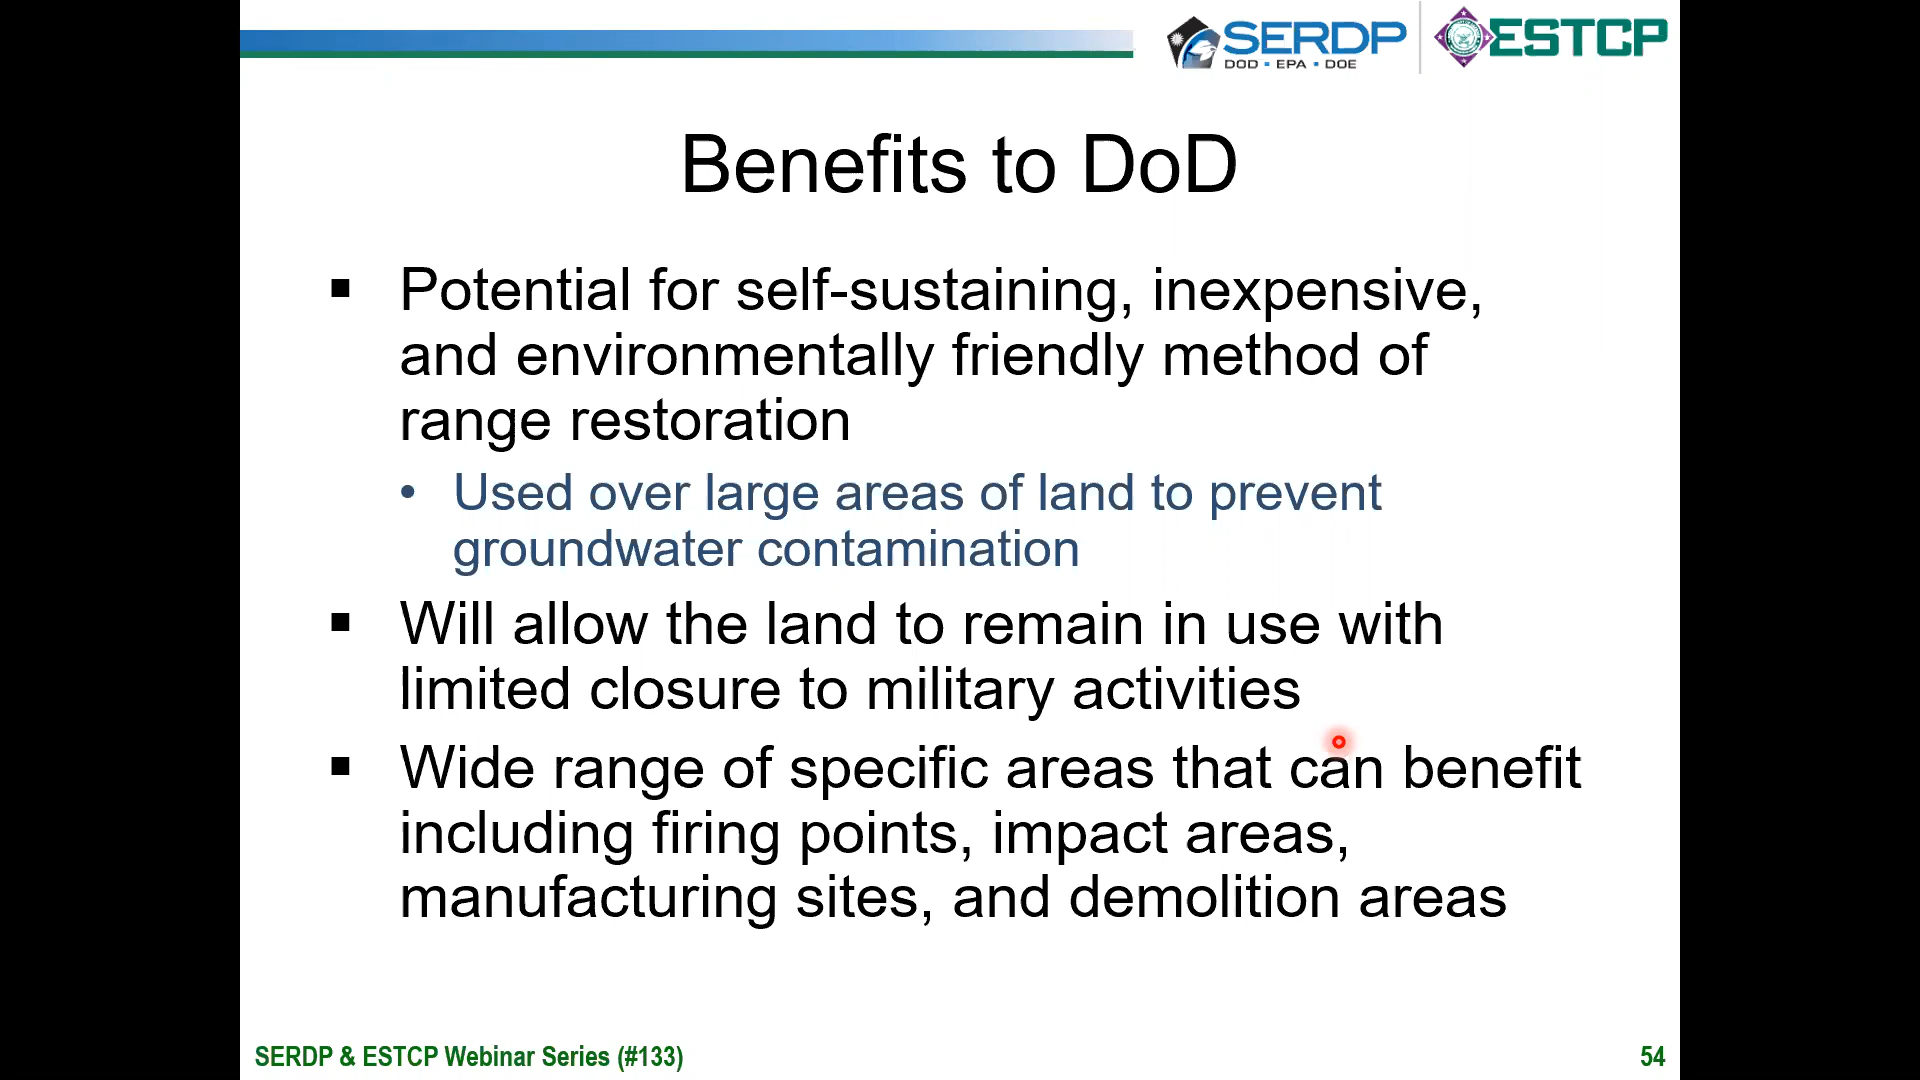 SERDP
DOD ▪ EPA ▪ DOE
ESTCP
Benefits to DoD
▪ Potential for self-sustaining, inexpensive,
and environmentally friendly method of
range restoration
• Used over large areas of land to prevent
groundwater contamination
▪ Will allow the land to remain in use with
limited closure to military activities
▪ Wide range of specific areas that can benefit
including firing points, impact areas,
manufacturing sites, and demolition areas
SERDP & ESTCP Webinar Series (#133)
54